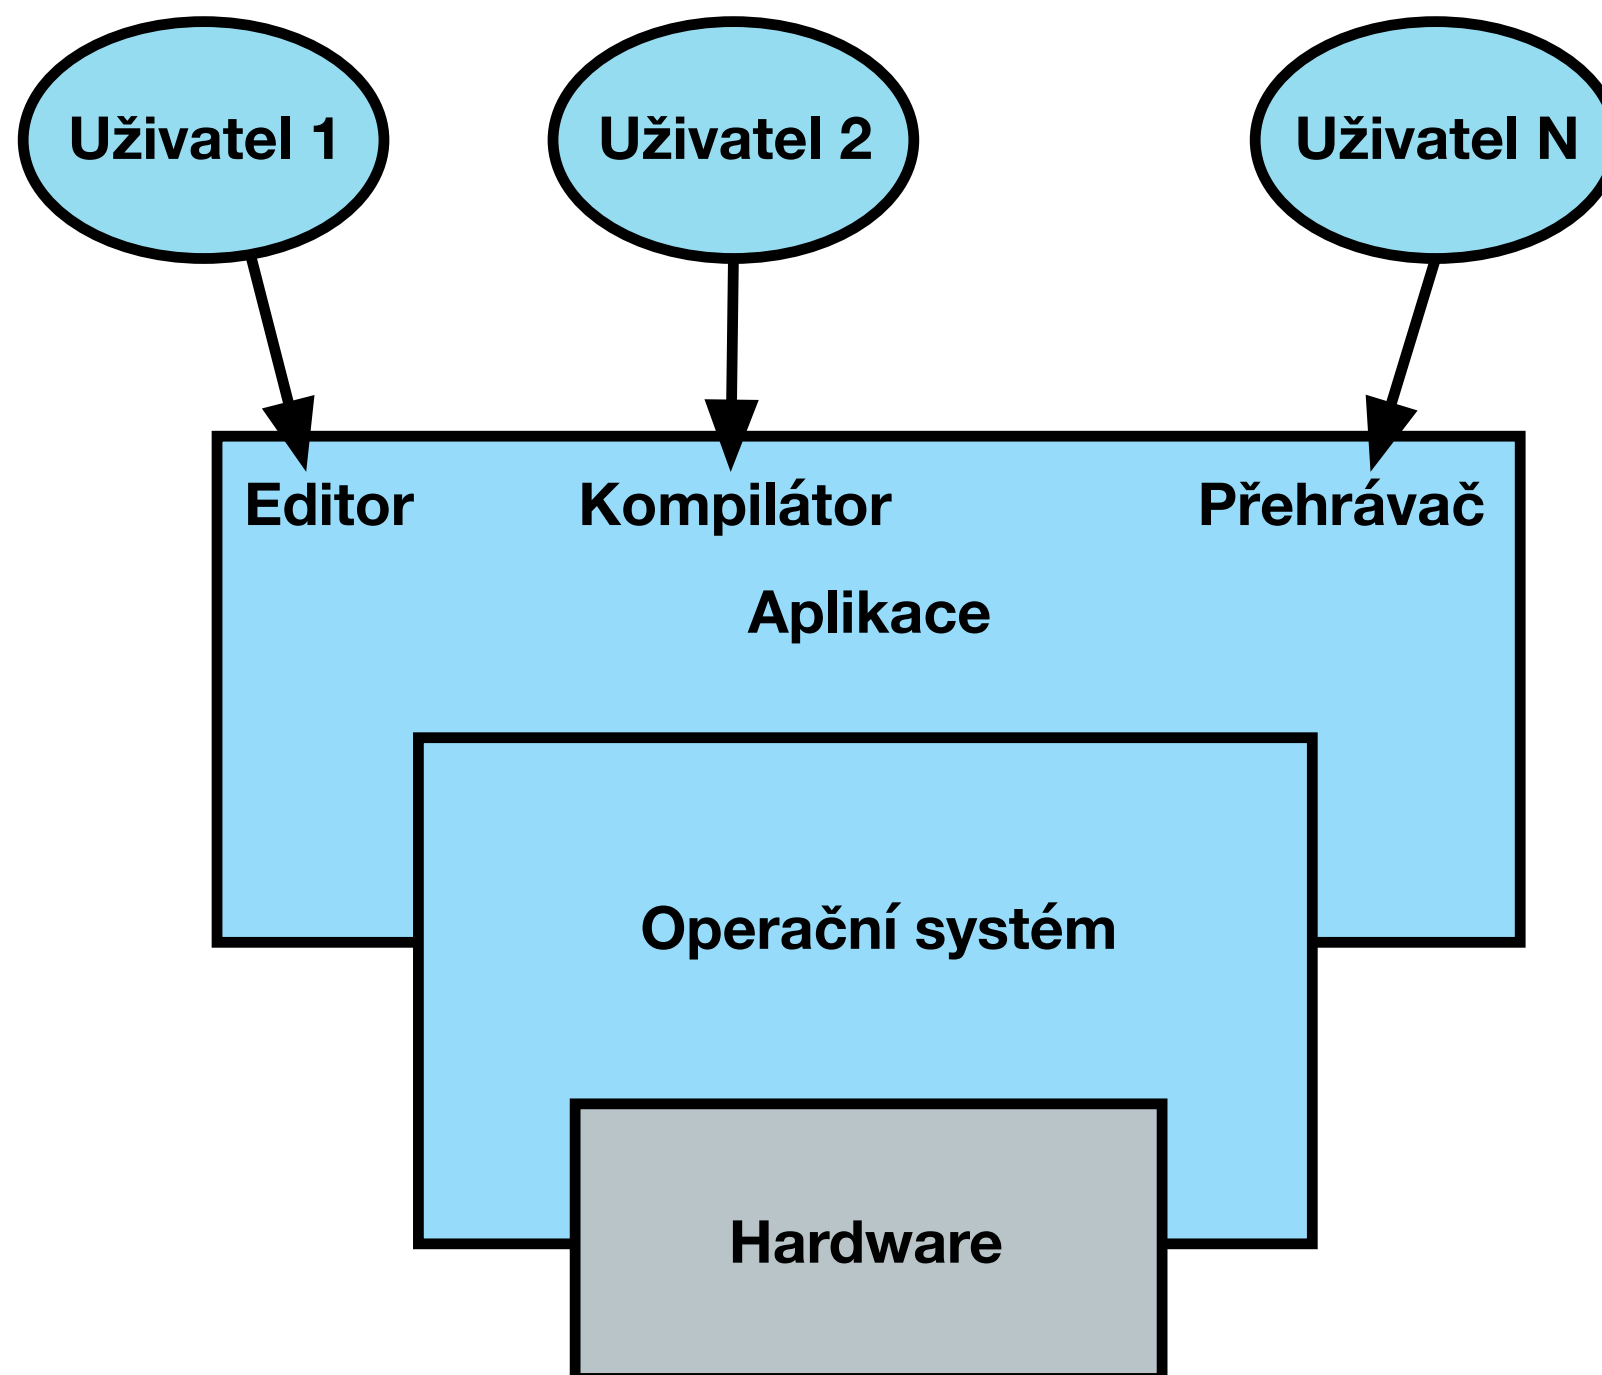 Uživatel 1
Uživatel 2
Uživatel N
Editor
Kompilátor
Přehrávač
Aplikace
Operační systém
Hardware